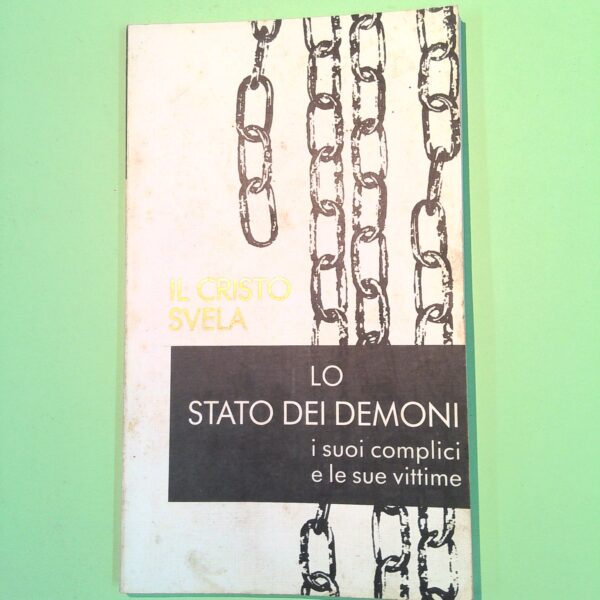 IL CRISTO
SVELA
LO
STATO DEI DEMONI
i suoi complici
e le sue vittime